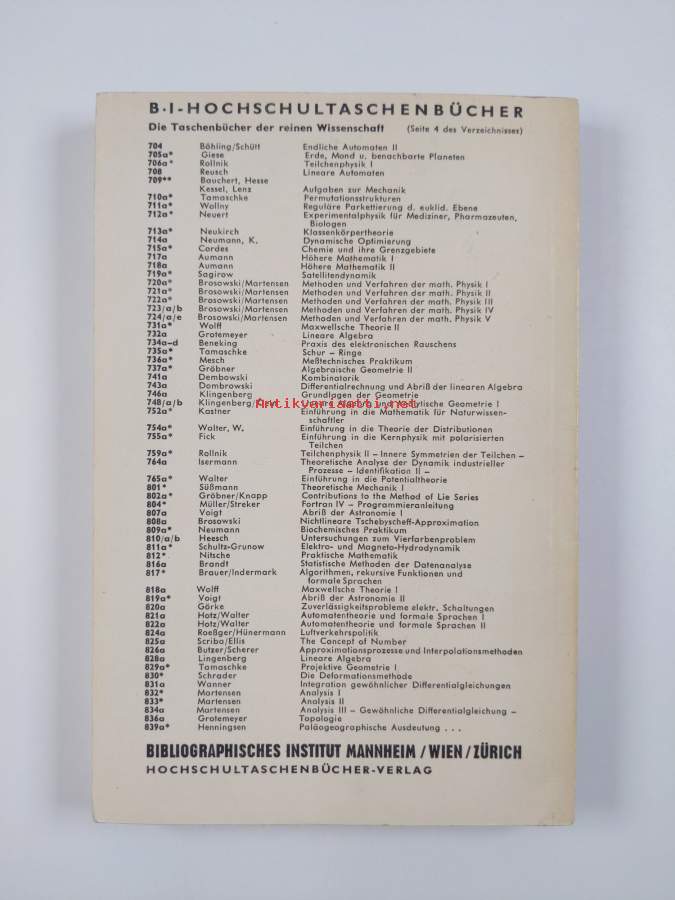 B·I-HOCHSCHULTASCHENBÜCHER
Die Taschenbücher der reinen Wissenschaft (Seite 4 des Verzeichnisses)
704 Böhling/Schütt Endliche Automaten II
705a* Giese Erde, Mond u. benachbarte Planeten
706a* Rollnik Teilchenphysik I
708 Reusch Lineare Automaten
709** Bauchert, Hesse
Kessel, Lenz Aufgaben zur Mechanik
710a* Tamaschke Permutationsstrukturen
711a* Wollny Reguläre Parkettierung d. euklid. Ebene
712a* Neuert Experimentalphysik für Mediziner, Pharmazeuten,
Biologen
713a* Neukirch Klassenkörpertheorie
714a Neumann, K. Dynamische Optimierung
715a* Cordes Chemie und ihre Grenzgebiete
717a Aumann Höhere Mathematik I
718a Aumann Höhere Mathematik II
719a* Sagirow Satellitendynamik
720a* Brosowski/Martensen Methoden und Verfahren der math. Physik I
721a* Brosowski/Martensen Methoden und Verfahren der math. Physik II
722a* Brosowski/Martensen Methoden und Verfahren der math. Physik III
723/a/b Brosowski/Martensen Methoden und Verfahren der math. Physik IV
724/a/e Brosowski/Martensen Methoden und Verfahren der math. Physik V
731a* Wolff Maxwellsche Theorie II
732a Grotemeyer Lineare Algebra
734a-d Beneking Praxis des elektronischen Rauschens
735a* Tamaschke Schur – Ringe
736a* Mesch Meßtechnisches Praktikum
737a* Gröbner Algebraische Geometrie II
741a Dembowski Kombinatorik
743a Dombrowski Differentialrechnung und Abriß der linearen Algebra
746a Klingenberg Grundlagen der Geometrie
748/a/b Klingenberg/ und Analytische Geometrie I
Antikvariaatti.net
752a* Kastner Einführung in die Mathematik für Naturwissen-
schaftler
754a* Walter, W. Einführung in die Theorie der Distributionen
755a* Fick Einführung in die Kernphysik mit polarisierten
Teilchen
759a* Rollnik Teilchenphysik II – Innere Symmetrien der Teilchen –
764a Isermann Theoretische Analyse der Dynamik industrieller
Prozesse – Identifikation II –
765a* Walter Einführung in die Potentialtheorie
801* Süßmann Theoretische Mechanik I
802a* Gröbner/Knapp Contributions to the Method of Lie Series
804* Müller/Streker Fortran IV – Programmieranleitung
807a Voigt Abriß der Astronomie I
808a Brosowski Nichtlineare Tschebyscheff-Approximation
809a* Neumann Biochemisches Praktikum
810/a/b Heesch Untersuchungen zum Vierfarbenproblem
811a* Schultz-Grunow Elektro- und Magneto-Hydrodynamik
812* Nitsche Praktische Mathematik
816a Brandt Statistische Methoden der Datenanalyse
817* Brauer/Indermark Algorithmen, rekursive Funktionen und
formale Sprachen
818a Wolff Maxwellsche Theorie I
819a* Voigt Abriß der Astronomie II
820a Görke Zuverlässigkeitsprobleme elektr. Schaltungen
821a Hotz/Walter Automatentheorie und formale Sprachen I
822a Hotz/Walter Automatentheorie und formale Sprachen II
824a Roeßger/Hünermann Luftverkehrspolitik
825a Scriba/Ellis The Concept of Number
826a Butzer/Scherer Approximationsprozesse und Interpolationsmethoden
828a Lingenberg Lineare Algebra
829a* Tamaschke Projektive Geometrie I
830* Schrader Die Deformationsmethode
831a Wanner Integration gewöhnlicher Differentialgleichungen
832* Martensen Analysis I
833* Martensen Analysis II
834a Martensen Analysis III – Gewöhnliche Differentialgleichung –
836a Grotemeyer Topologie
839a* Henningsen Paläogeographische Ausdeutung . . .
BIBLIOGRAPHISCHES INSTITUT MANNHEIM/WIEN/ZÜRICH
HOCHSCHULTASCHENBÜCHER-VERLAG